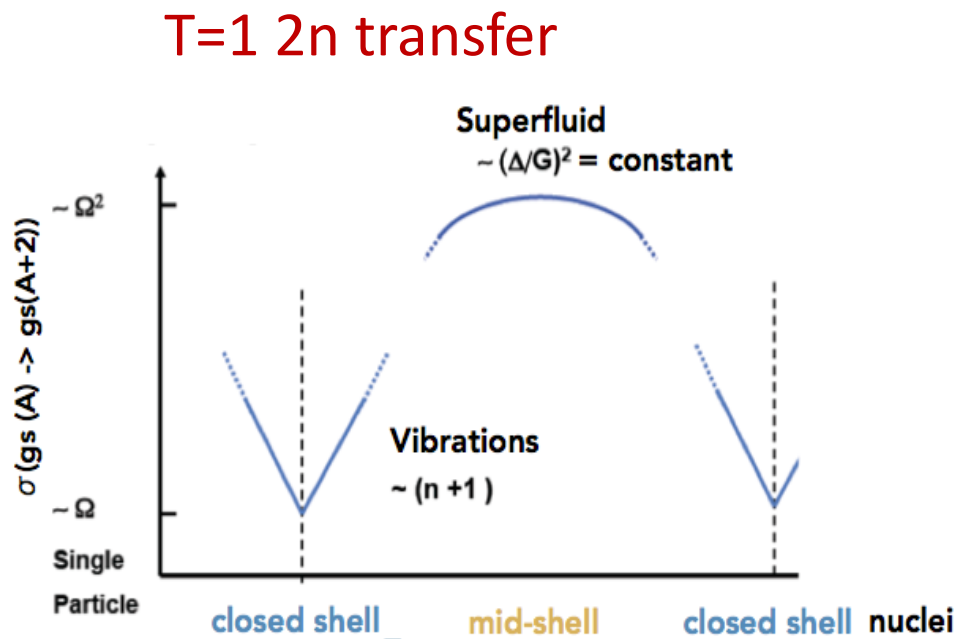 T=1 2n transfer
Superfluid
~ (Δ/G)² = constant
~ Ω²
σ (gs (A) -> gs(A+2))
Vibrations
~ (n +1 )
~ Ω
Single
Particle
closed shell
mid-shell
closed shell nuclei